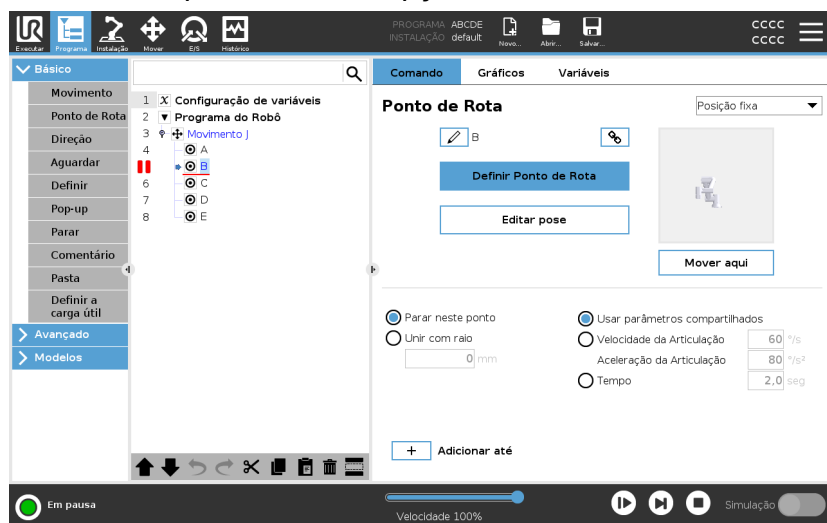 PROGRAMA ABCDE
INSTALAÇÃO default
Novo... Abrir... Salvar...
cccc
cccc
UR
Executar Programa Instalação Mover E/S Histórico
Básico
Movimento
Ponto de Rota
Direção
Aguardar
Definir
Pop-up
Parar
Comentário
Pasta
Definir a
carga útil
Avançado
Modelos
1 X Configuração de variáveis
2 Programa do Robô
3 Movimento J
4 A
B
6 C
7 D
8 E
Comando Gráficos Variáveis
Ponto de Rota
Posição fixa
B
Definir Ponto de Rota
Editar pose
Mover aqui
Parar neste ponto
Unir com raio
0 mm
Usar parâmetros compartilhados
Velocidade da Articulação 60 °/s
Aceleração da Articulação 80 °/s²
Tempo 2,0 seg
+ Adicionar até
Em pausa
Velocidade 100%
Simulação